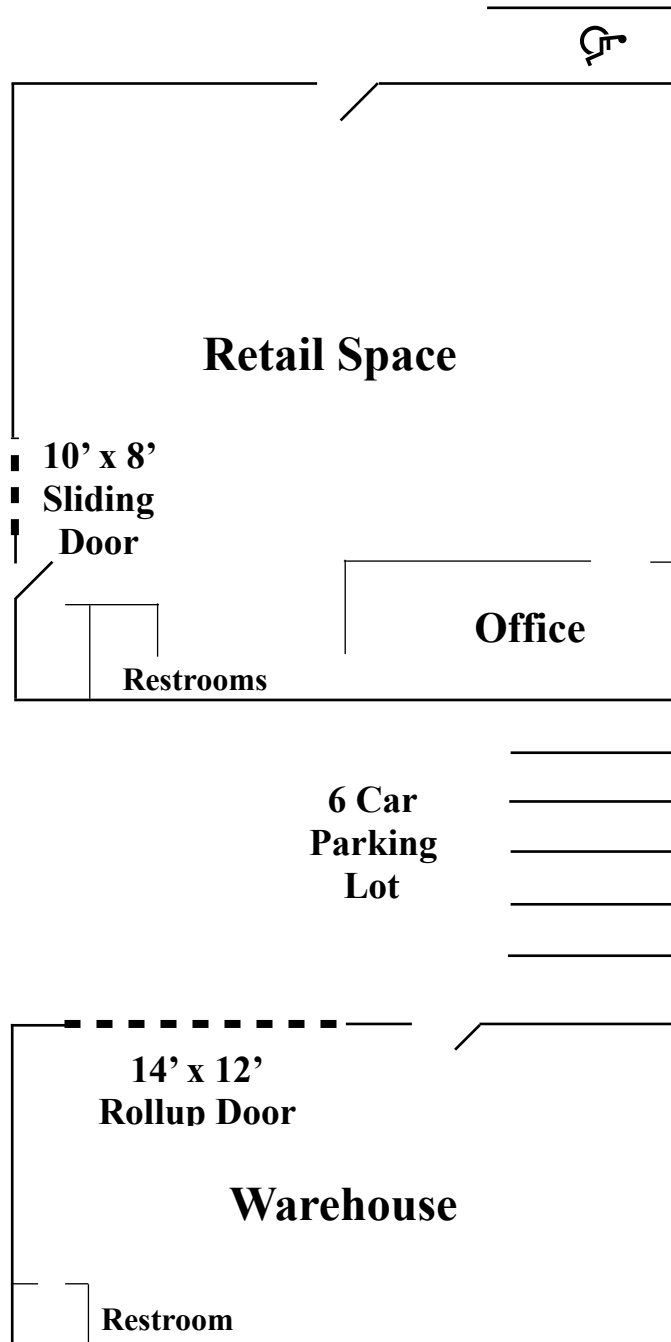 Retail Space
10’ x 8’
Sliding
Door
Office
Restrooms
6 Car
Parking
Lot
14’ x 12’
Rollup Door
Warehouse
Restroom